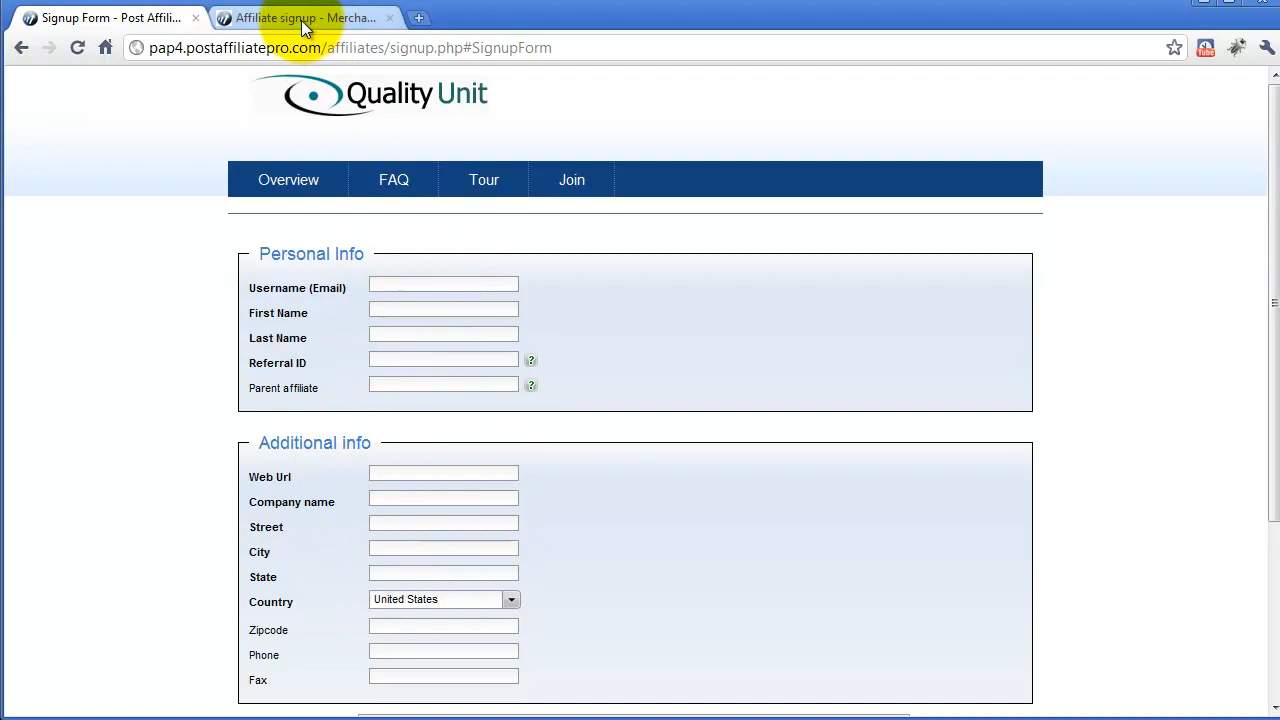 Signup Form - Post Affili...
Affiliate signup - Mercha...
pap4.postaffiliatepro.com/affiliates/signup.php#SignupForm
You
Tube
Quality Unit
Overview
FAQ
Tour
Join
Personal Info
Username (Email)
First Name
Last Name
Referral ID
?
Parent affiliate
?
Additional info
Web Url
Company name
Street
City
State
Country
United States
Zipcode
Phone
Fax